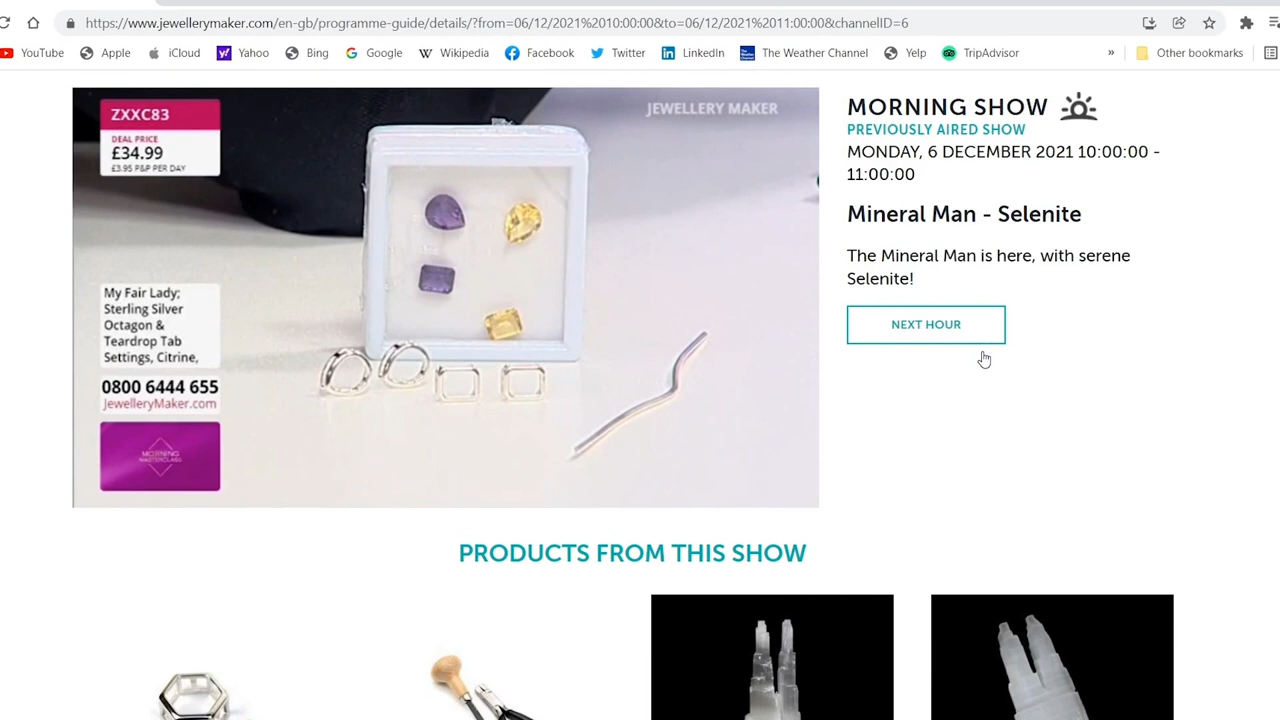 https://www.jewellerymaker.com/en-gb/programme-guide/details/?from=06/12/2021%2010:00:00&to=06/12/2021%2011:00:00&channelID=6
YouTube Apple iCloud Yahoo Bing Google Wikipedia Facebook Twitter LinkedIn The Weather Channel Yelp TripAdvisor » Other bookmarks
ZXXC83
DEAL PRICE
£34.99
£3.95 P&P PER DAY
JEWELLERY MAKER
My Fair Lady;
Sterling Silver
Octagon &
Teardrop Tab
Settings, Citrine,
0800 6444 655
JewelleryMaker.com
MORNING
MASTERCLASS
MORNING SHOW
PREVIOUSLY AIRED SHOW
MONDAY, 6 DECEMBER 2021 10:00:00 -
11:00:00
Mineral Man - Selenite
The Mineral Man is here, with serene
Selenite!
NEXT HOUR
PRODUCTS FROM THIS SHOW